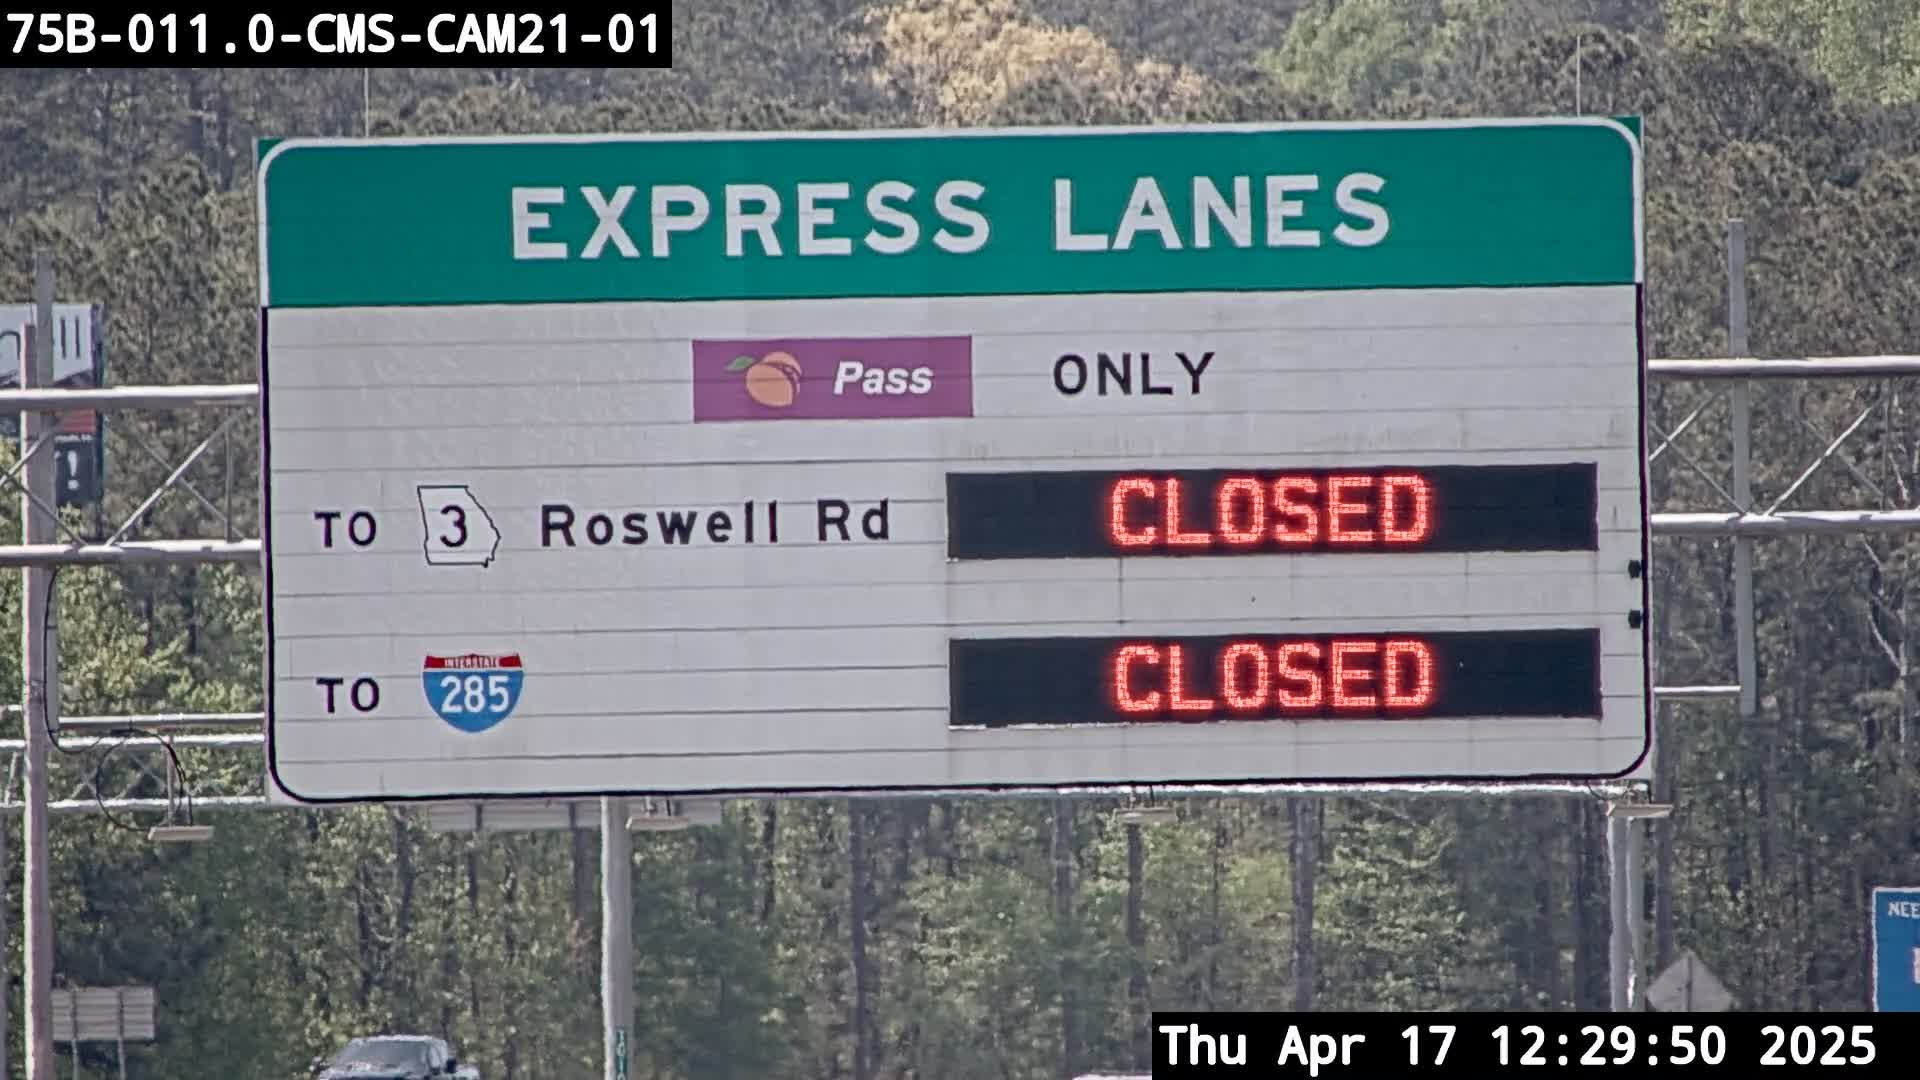 75B-011.0-CMS-CAM21-01
EXPRESS LANES
Pass ONLY
TO 3 Roswell Rd CLOSED
TO INTERSTATE 285 CLOSED
Thu Apr 17 12:29:50 2025